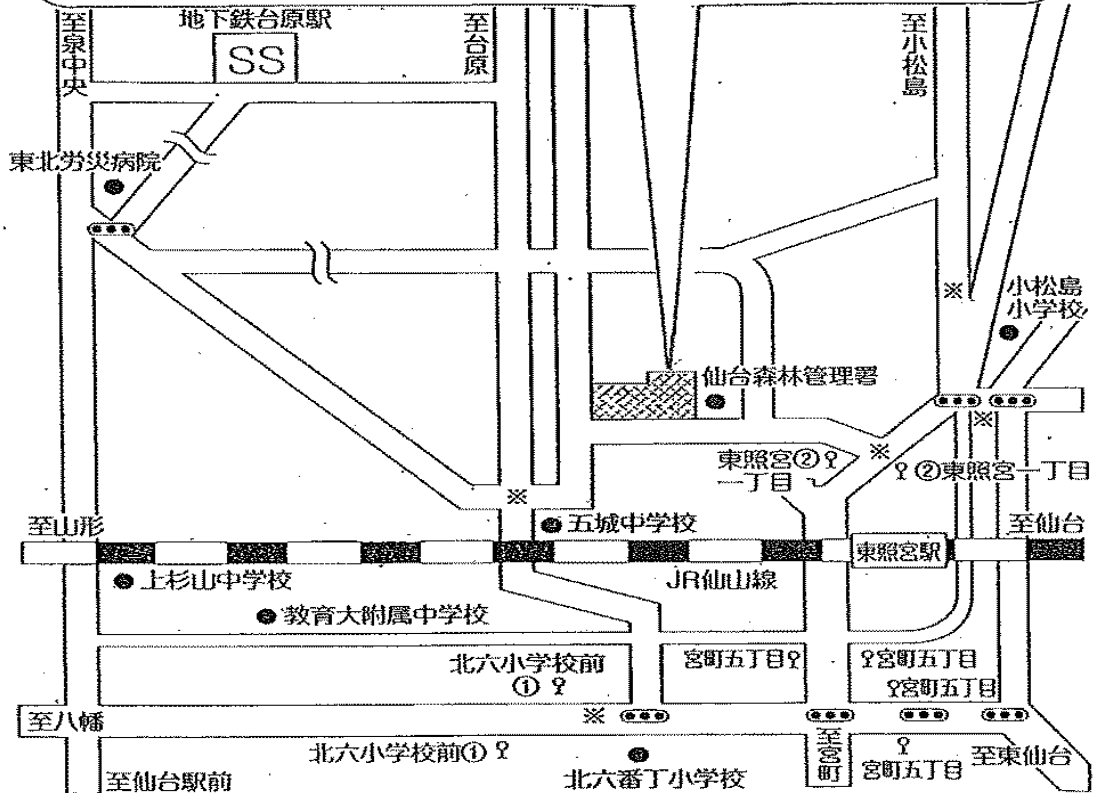 至泉中央
地下鉄台原駅
SS
至台原
至小松島
東北労災病院
※
小松島
小学校
仙台森林管理署
※
※
東照宮②
一丁目
②東照宮一丁目
※
至山形
五城中学校
至仙台
東照宮駅
上杉山中学校
JR仙山線
教育大附属中学校
北六小学校前
①
宮町五丁目
宮町五丁目
宮町五丁目
至八幡
※
北六小学校前①
至宮町
宮町五丁目
至東仙台
至仙台駅前
北六番丁小学校